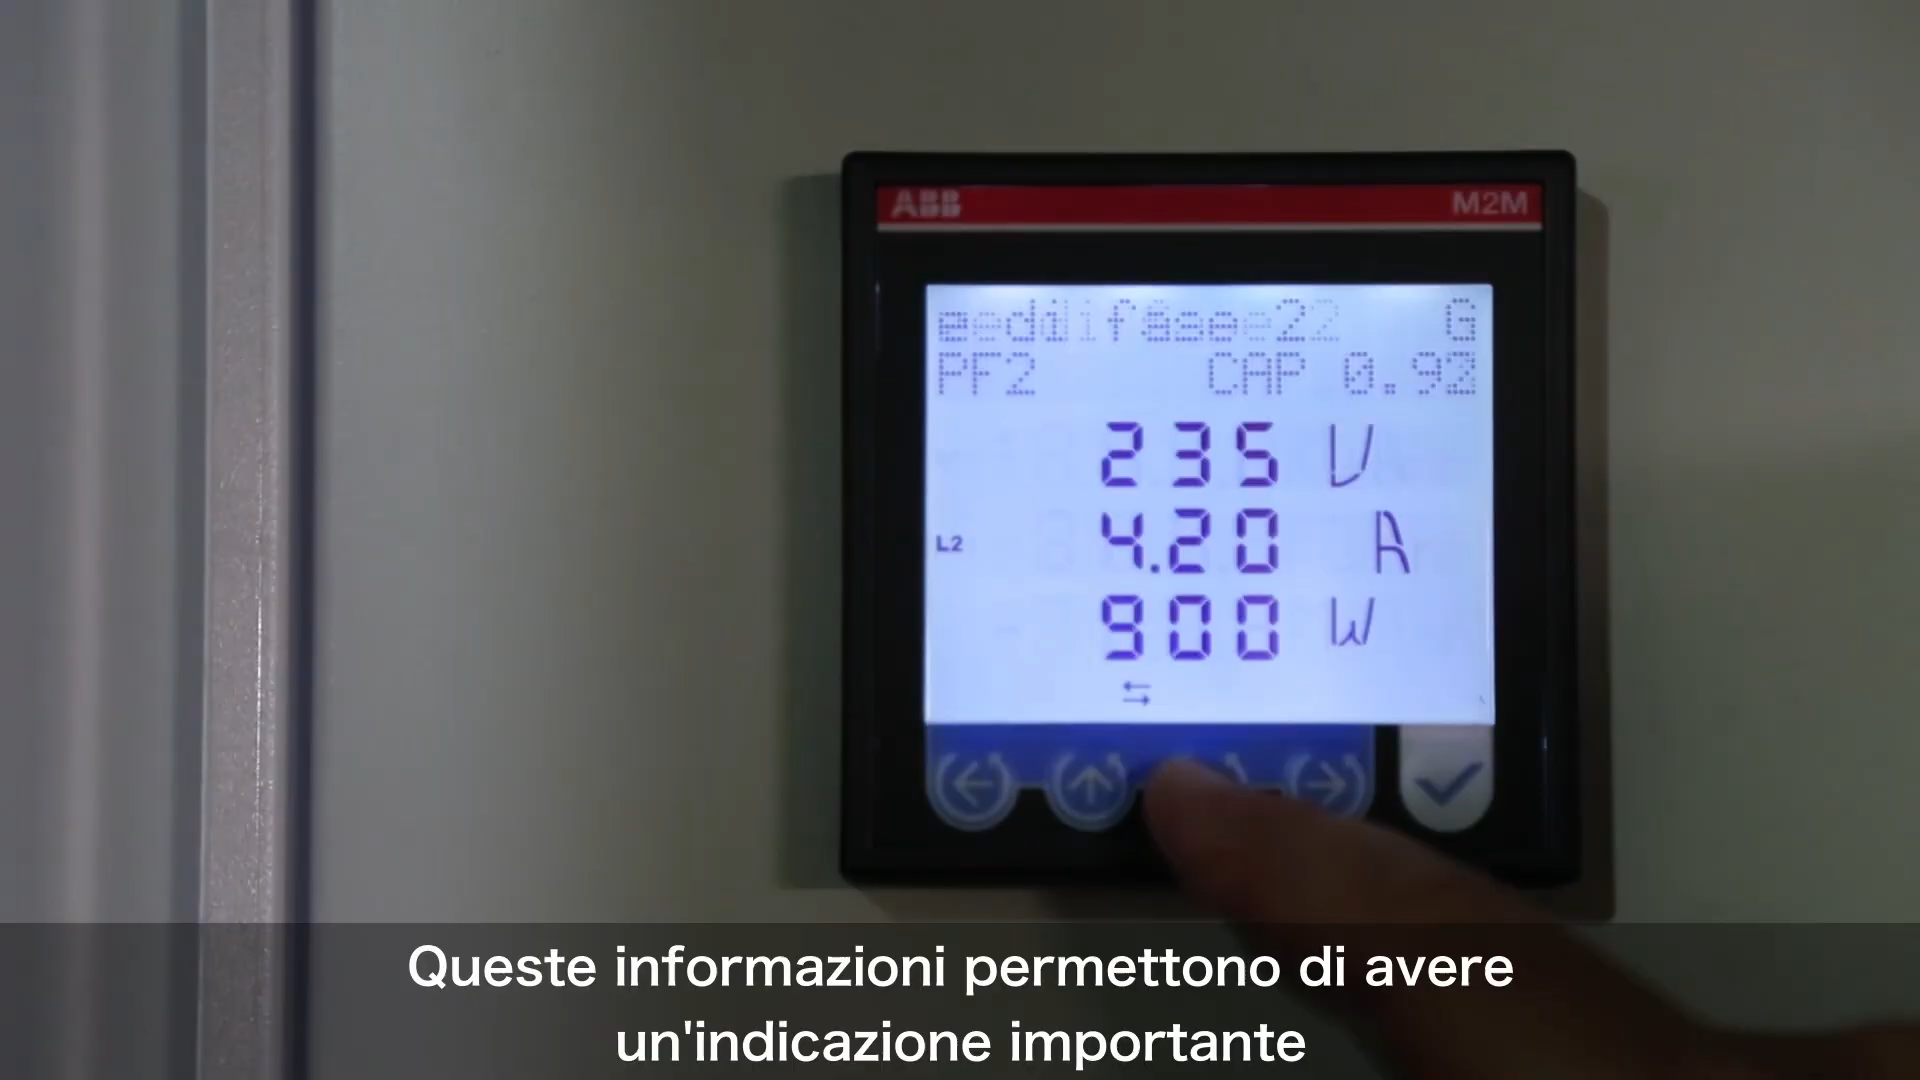 ABB M2M
G
PF2 CAP 0.92
235 V
L2 4.20 A
900 W
Queste informazioni permettono di avere
un'indicazione importante